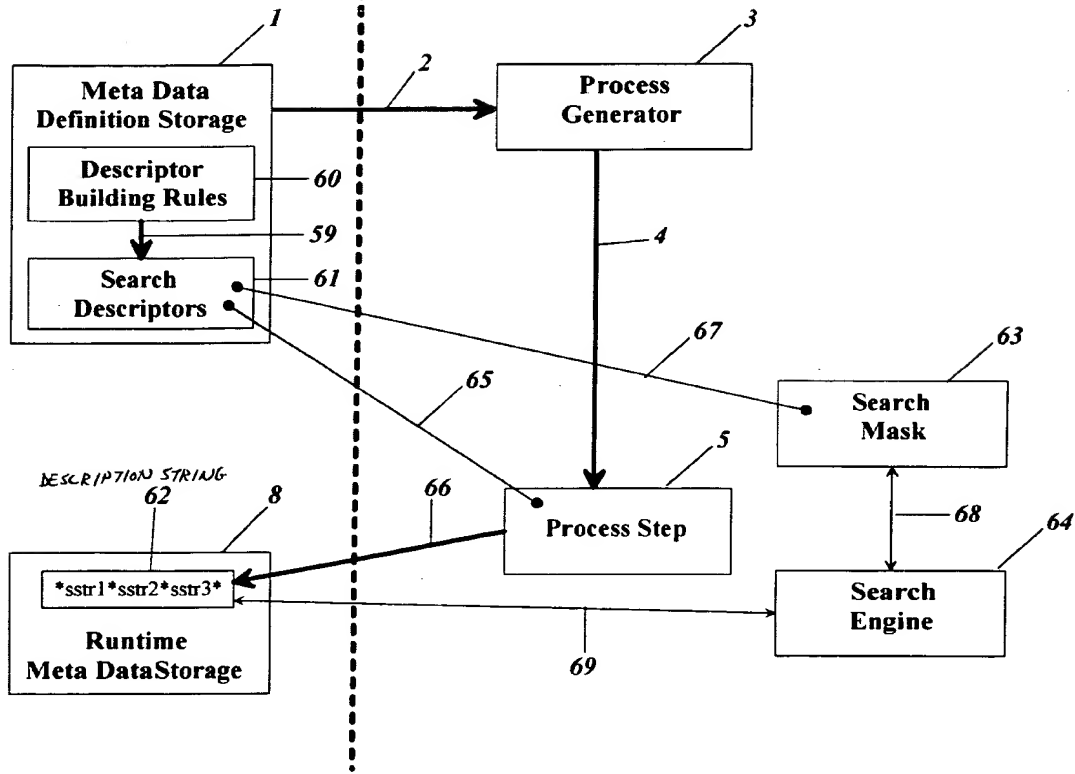 1
2
3
Meta Data
Definition Storage
Process
Generator
Descriptor
Building Rules
60
59
4
Search
Descriptors
61
67
63
65
Search
Mask
5
DESCRIPTION STRING
62
8
66
Process Step
68
64
*sstr1*sstr2*sstr3*
Search
Engine
Runtime
Meta DataStorage
69